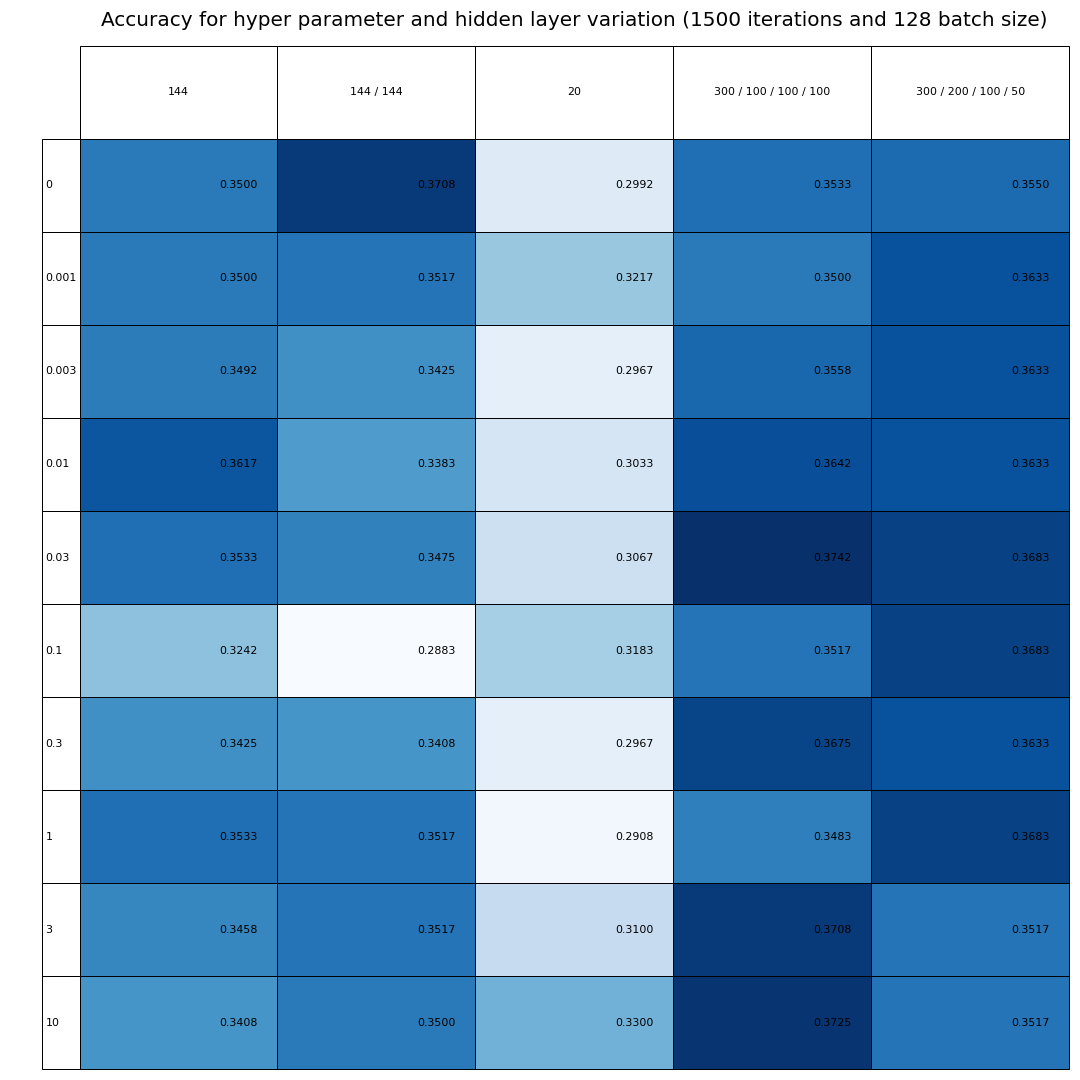 Accuracy for hyper parameter and hidden layer variation (1500 iterations and 128 batch size)
144 144 / 144 20 300 / 100 / 100 / 100 300 / 200 / 100 / 50
0 0.3500 0.3708 0.2992 0.3533 0.3550
0.001 0.3500 0.3517 0.3217 0.3500 0.3633
0.003 0.3492 0.3425 0.2967 0.3558 0.3633
0.01 0.3617 0.3383 0.3033 0.3642 0.3633
0.03 0.3533 0.3475 0.3067 0.3742 0.3683
0.1 0.3242 0.2883 0.3183 0.3517 0.3683
0.3 0.3425 0.3408 0.2967 0.3675 0.3633
1 0.3533 0.3517 0.2908 0.3483 0.3683
3 0.3458 0.3517 0.3100 0.3708 0.3517
10 0.3408 0.3500 0.3300 0.3725 0.3517